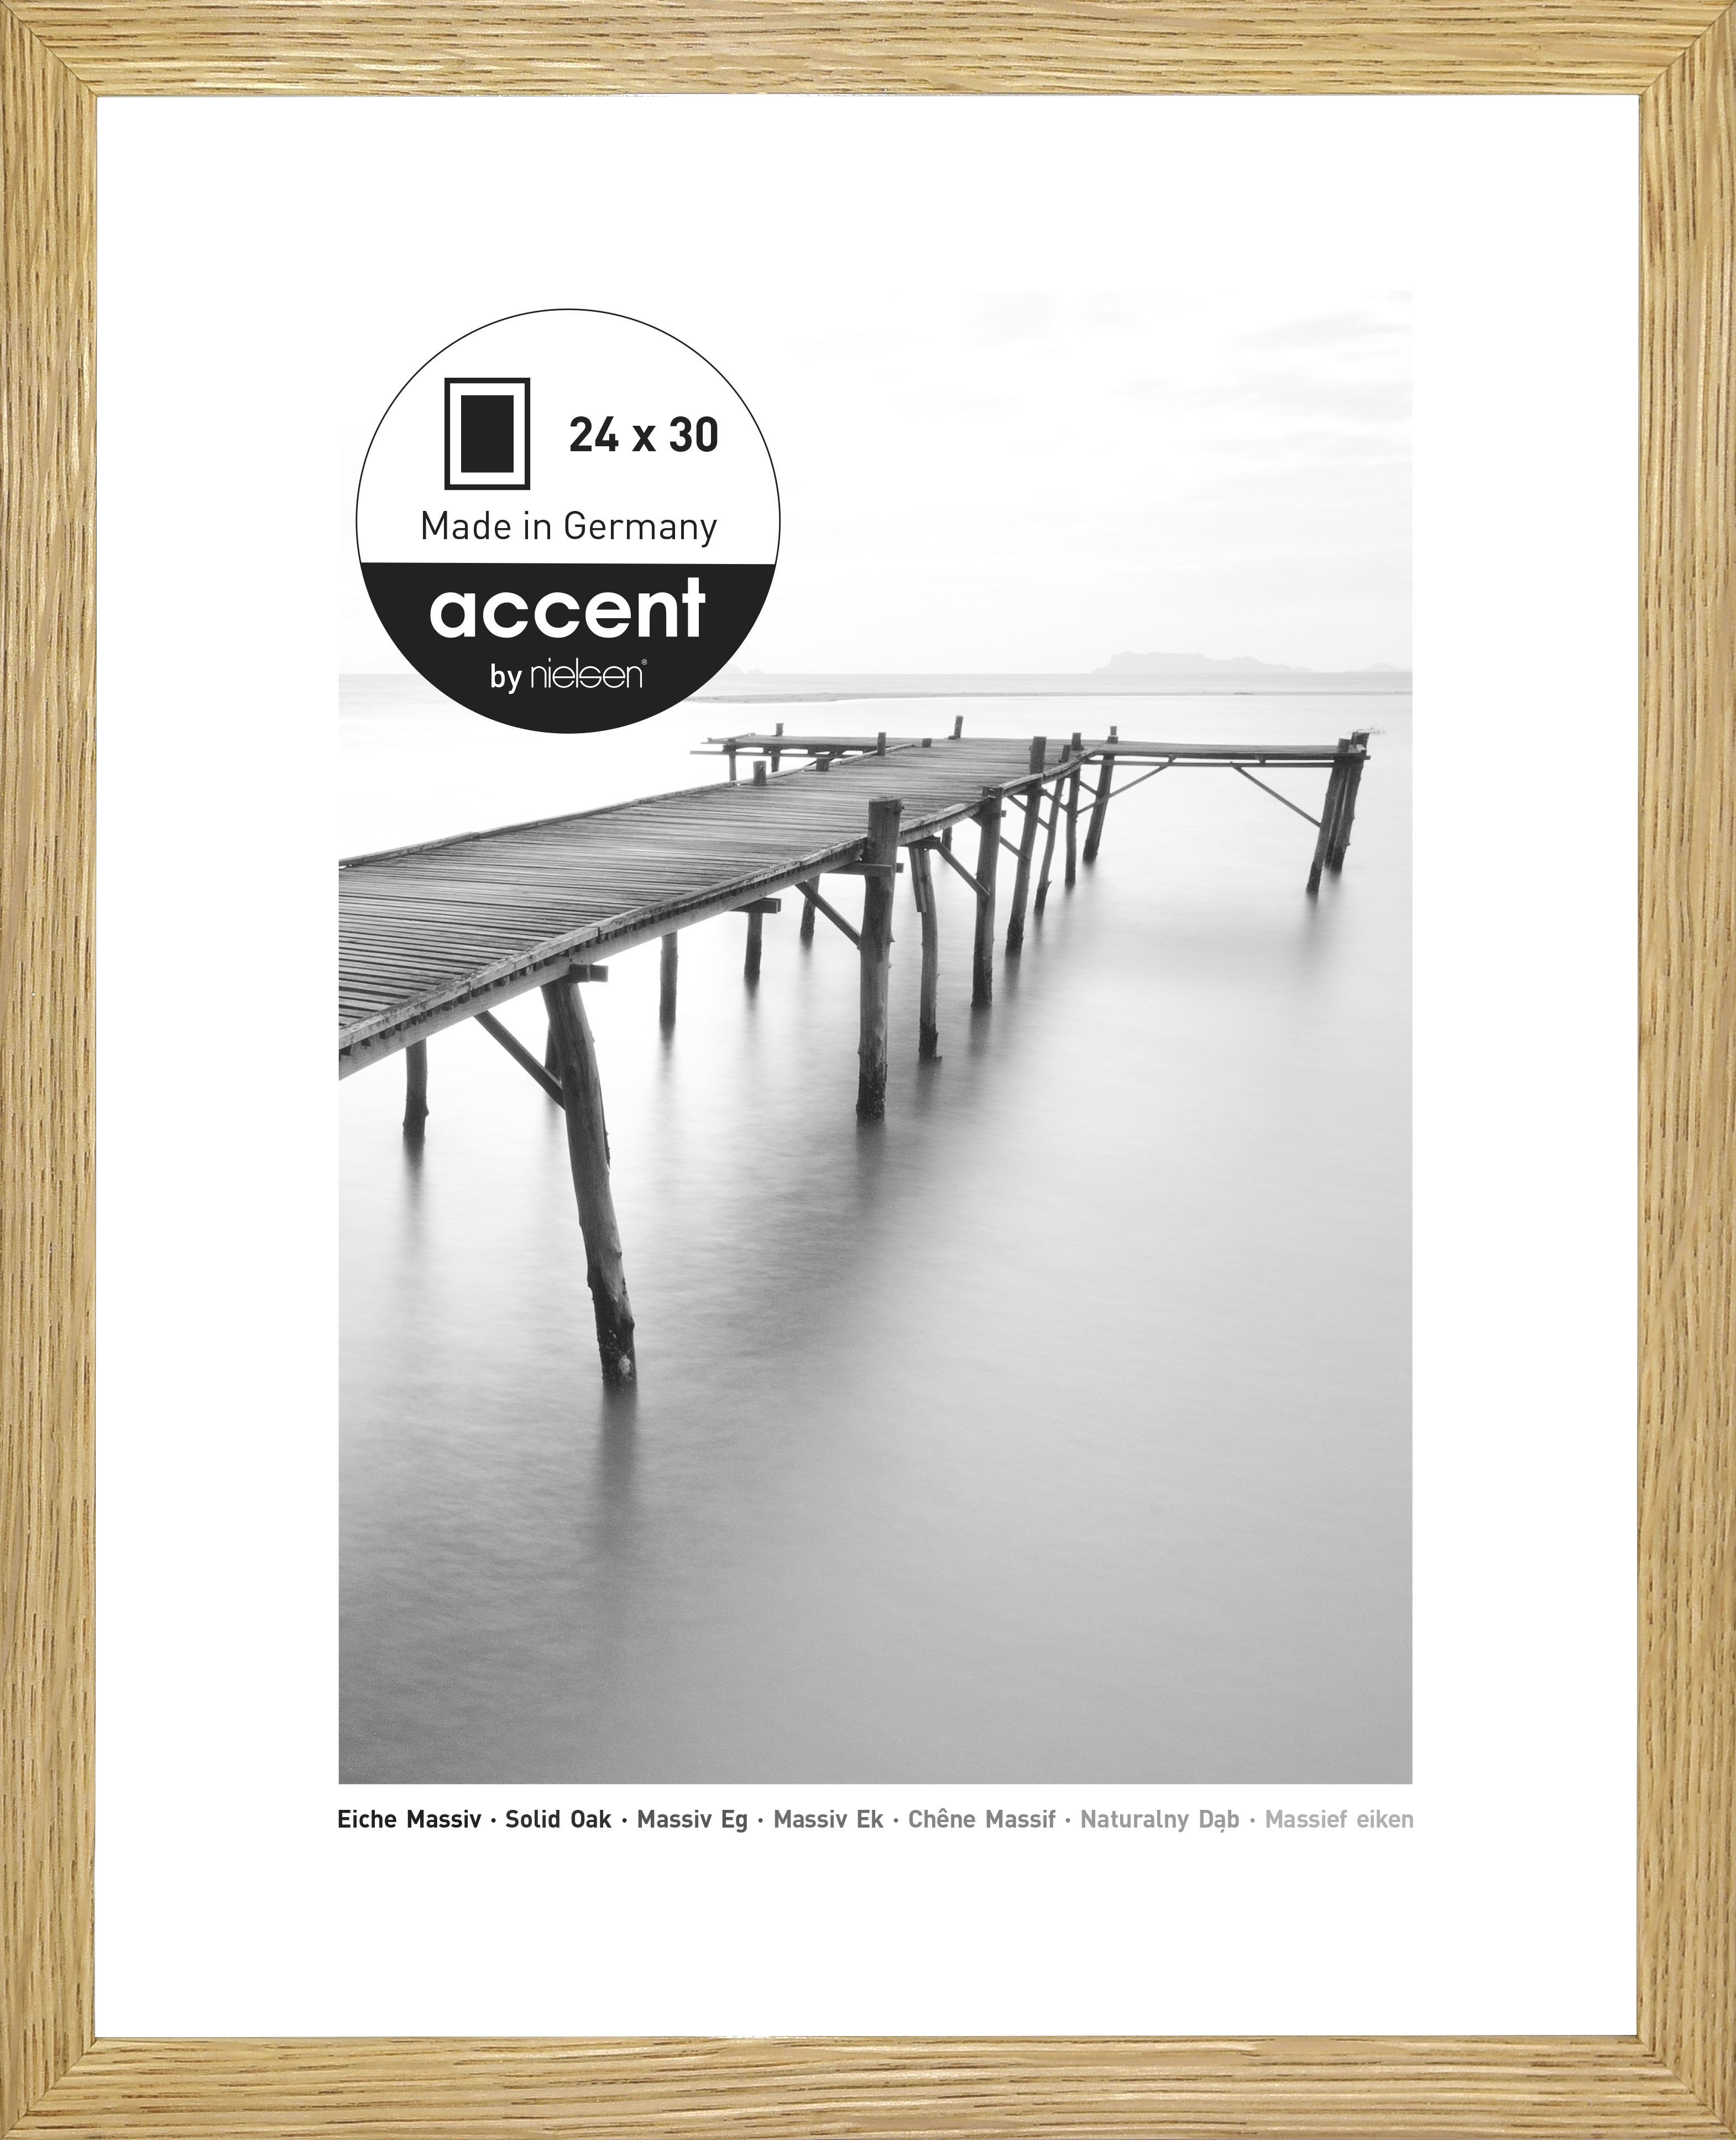 24 x 30
Made in Germany
accent
by nielsen®
Eiche Massiv · Solid Oak · Massiv Eg · Massiv Ek · Chêne Massif · Naturalny Dąb · Massief eiken